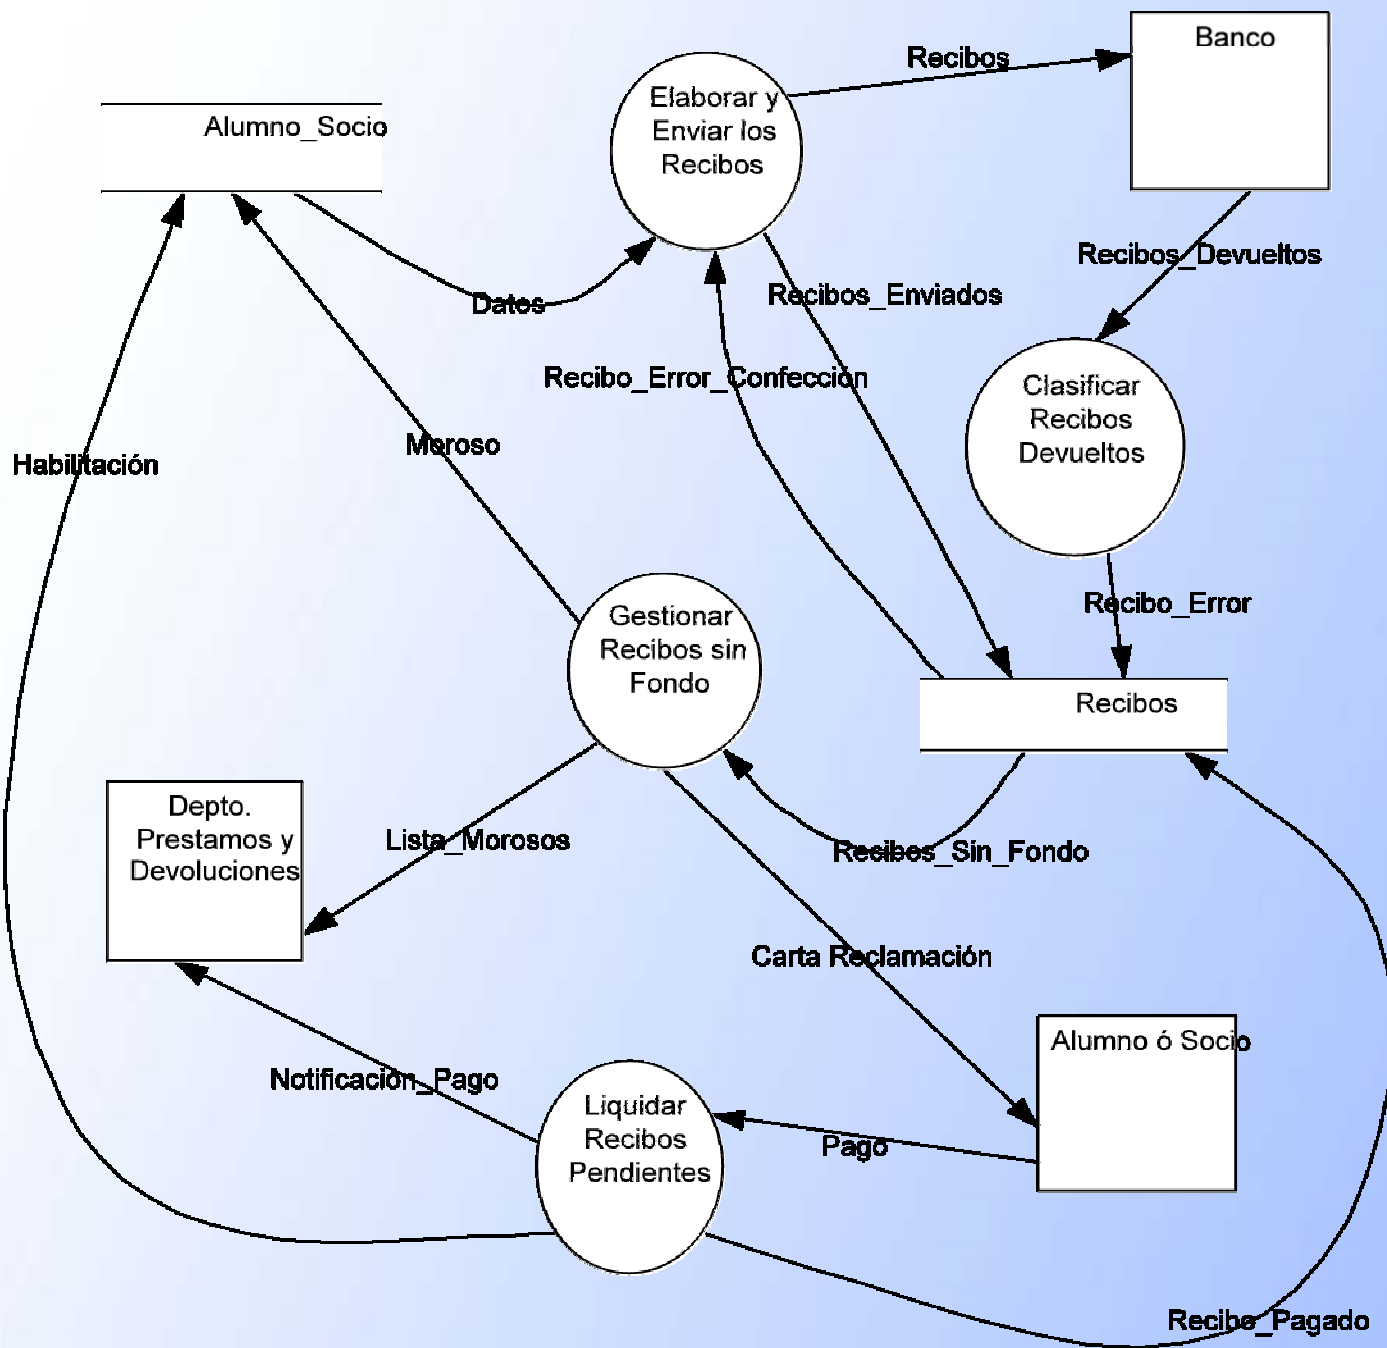 Banco
Recibos
Elaborar y
Enviar los
Recibos
Alumno_Socio
Recibos_Devueltos
Datos
Recibos_Enviados
Recibo_Error_Confección
Clasificar
Recibos
Devueltos
Moroso
Habilitación
Recibo_Error
Gestionar
Recibos sin
Fondo
Recibos
Depto.
Prestamos y
Devoluciones
Lista_Morosos
Recibos_Sin_Fondo
Carta Reclamación
Alumno ó Socio
Notificación_Pago
Liquidar
Recibos
Pendientes
Pago
Recibo_Pagado